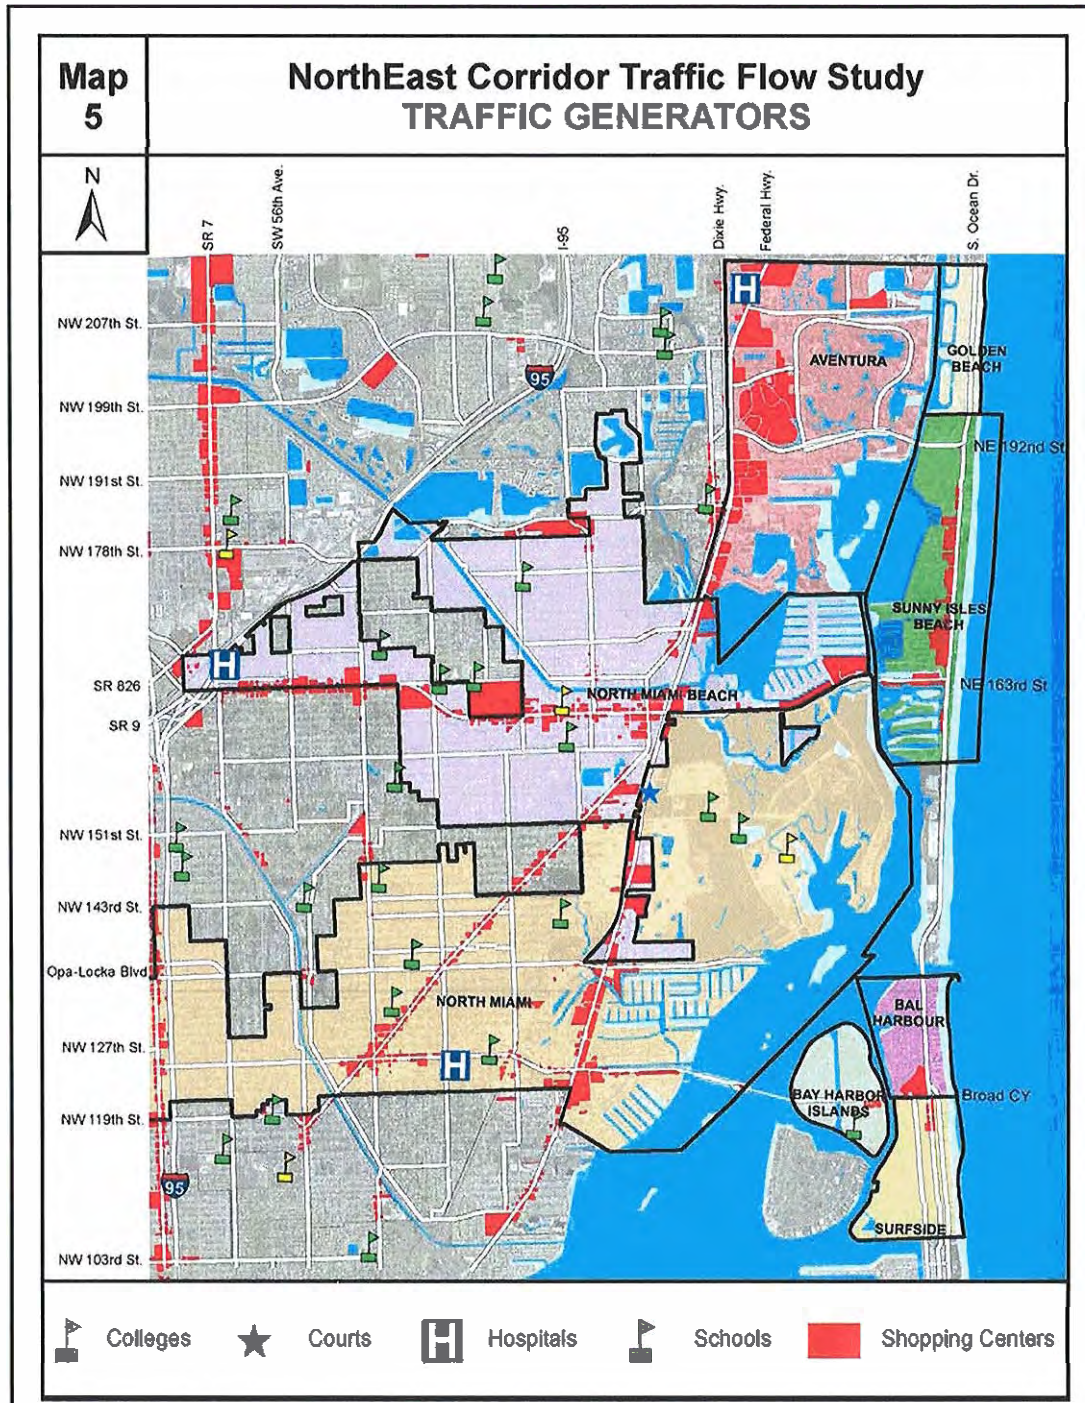 Map
5
NorthEast Corridor Traffic Flow Study
TRAFFIC GENERATORS
N
SR 7
SW 56th Ave.
I-95
Dixie Hwy.
Federal Hwy.
S. Ocean Dr.
NW 207th St.
NW 199th St.
NW 191st St.
NW 178th St.
SR 826
SR 9
NW 151st St.
NW 143rd St.
Opa-Locka Blvd
NW 127th St.
NW 119th St.
NW 103rd St.
H
AVENTURA
GOLDEN
BEACH
95
NE 192nd St
SUNNY ISLES
BEACH
H
NORTH MIAMI BEACH
NE 163rd St
NORTH MIAMI
BAL
HARBOUR
H
BAY HARBOR
ISLANDS
Broad CY
95
SURFSIDE
Colleges
Courts
H
Hospitals
Schools
Shopping Centers